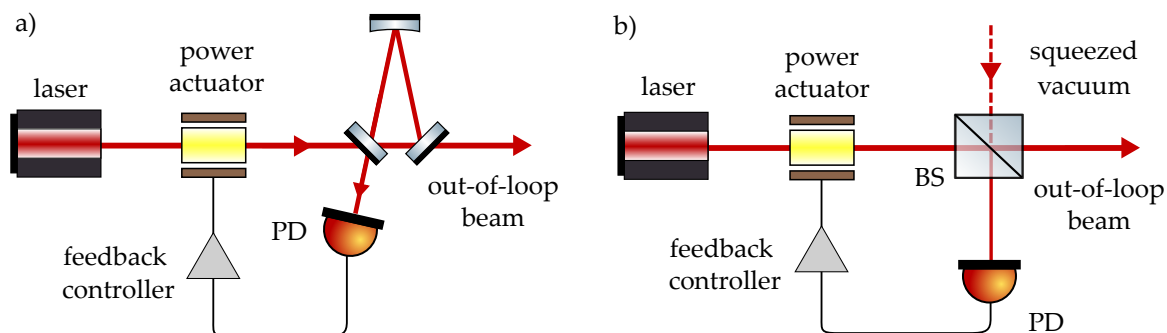 a)
power
actuator
laser
out-of-loop
beam
PD
feedback
controller
b)
squeezed
vacuum
power
actuator
laser
BS
out-of-loop
beam
feedback
controller
PD